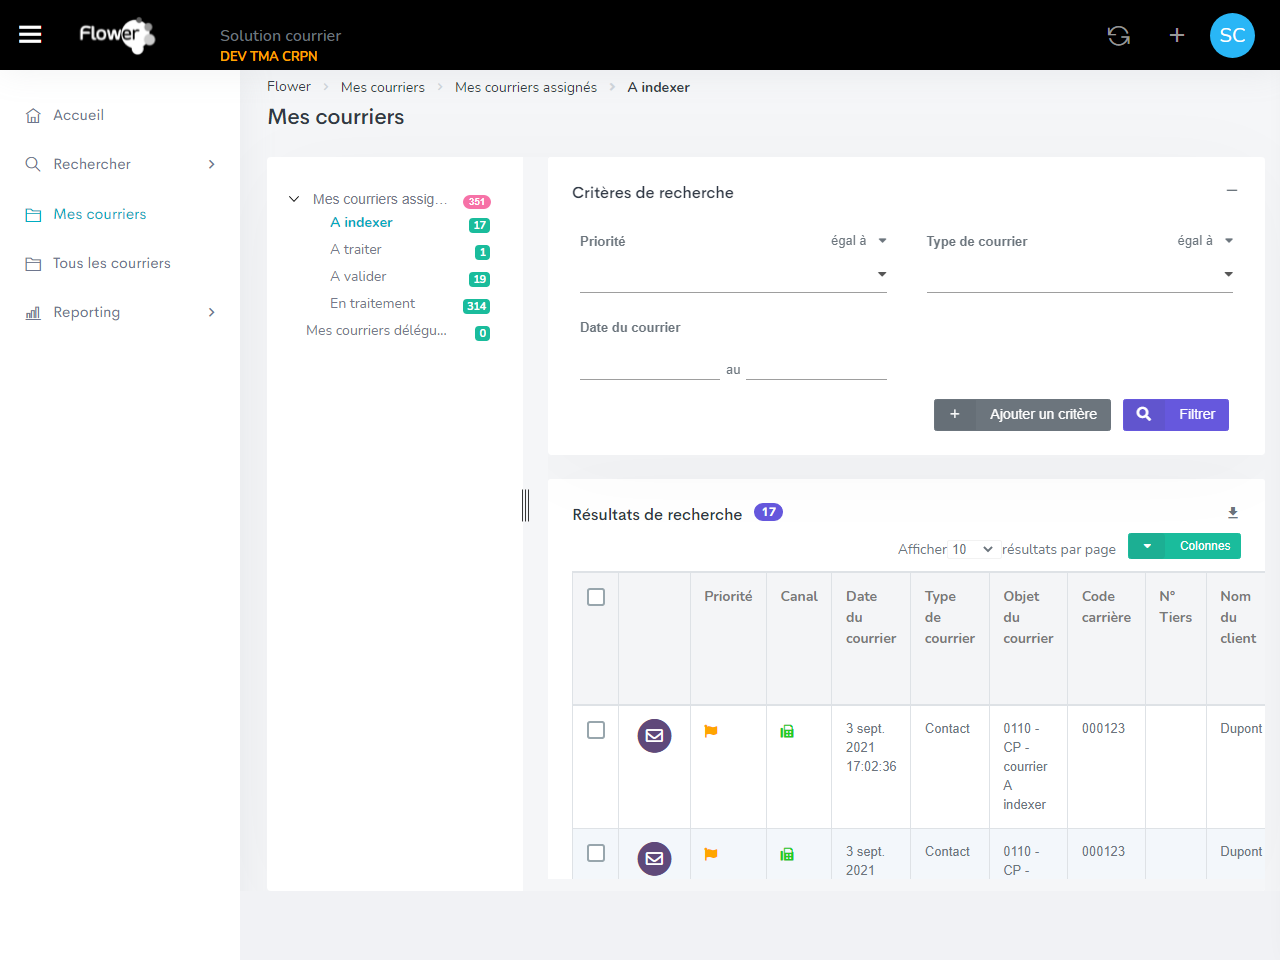 Flower
Solution courrier
DEV TMA CRPN
SC
Accueil
Rechercher
Mes courriers
Tous les courriers
Reporting
Flower
Mes courriers
Mes courriers assignés
A indexer
Mes courriers
Mes courriers assig...
351
A indexer
17
A traiter
1
A valider
19
En traitement
314
Mes courriers délégu...
0
Critères de recherche
Priorité
égal à
Type de courrier
égal à
Date du courrier
au
Ajouter un critère
Filtrer
Résultats de recherche
17
Afficher 10 résultats par page
Colonnes
Priorité
Canal
Date
du
courrier
Type
de
courrier
Objet
du
courrier
Code
carrière
N°
Tiers
Nom
du
client
3 sept.
2021
17:02:36
Contact
0110 -
CP -
courrier
A
indexer
000123
Dupont
3 sept.
2021
Contact
0110 -
CP -
000123
Dupont